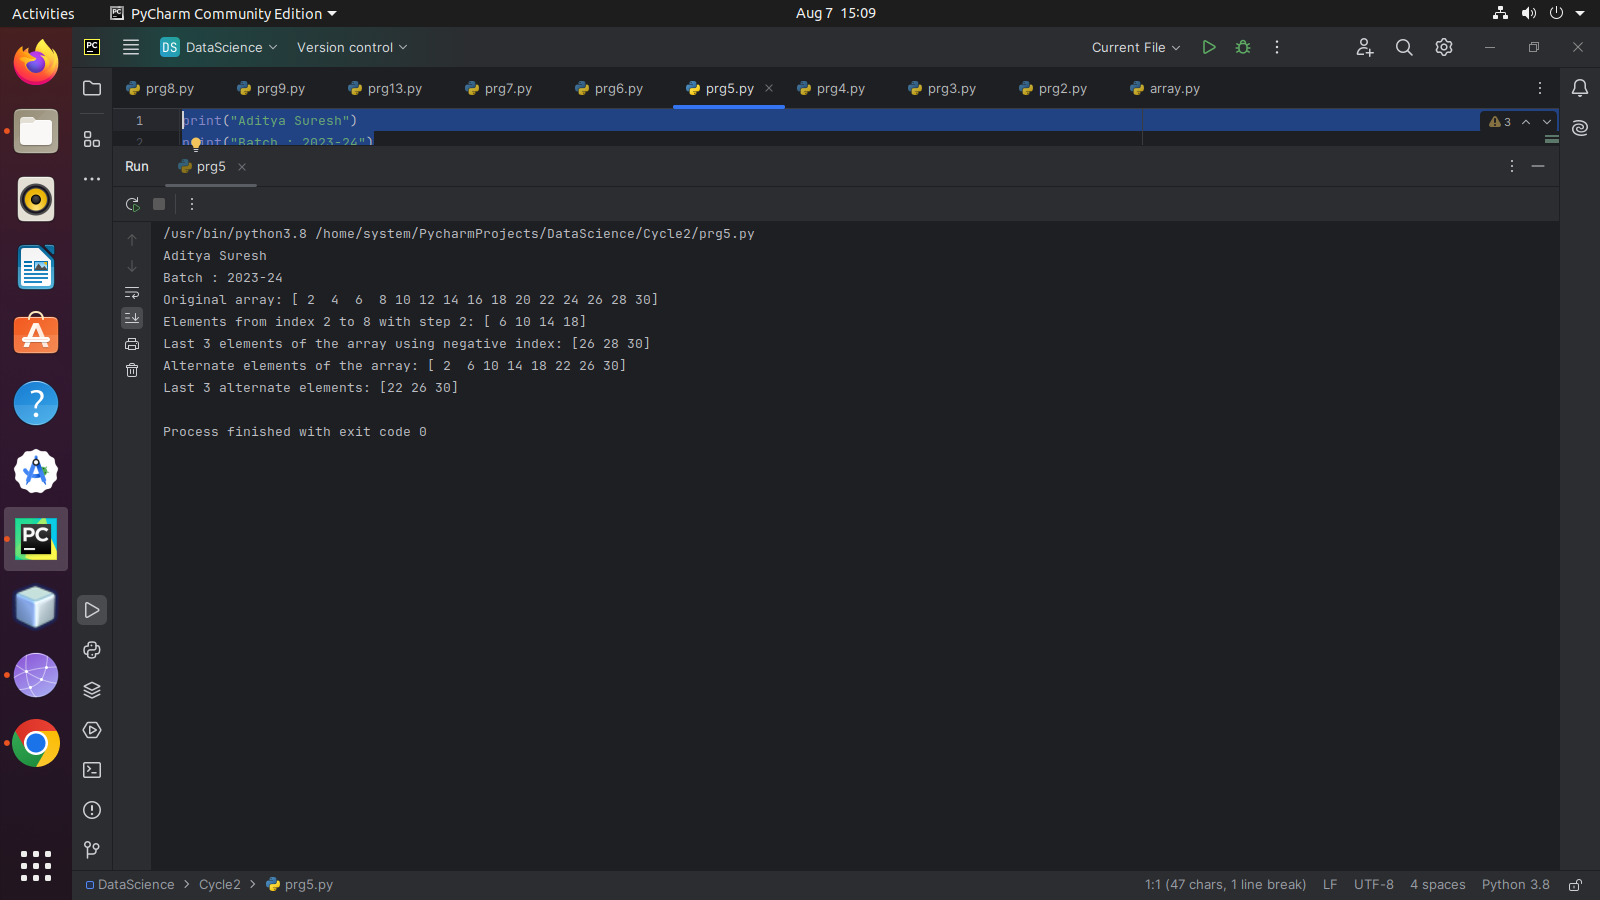 Activities PyCharm Community Edition Aug 7 15:09
PC DS DataScience Version control Current File
prg8.py prg9.py prg13.py prg7.py prg6.py prg5.py prg4.py prg3.py prg2.py array.py
1 print("Aditya Suresh") 3
2 print("Batch : 2023-24")
Run prg5
/usr/bin/python3.8 /home/system/PycharmProjects/DataScience/Cycle2/prg5.py
Aditya Suresh
Batch : 2023-24
Original array: [ 2  4  6  8 10 12 14 16 18 20 22 24 26 28 30]
Elements from index 2 to 8 with step 2: [ 6 10 14 18]
Last 3 elements of the array using negative index: [26 28 30]
Alternate elements of the array: [ 2  6 10 14 18 22 26 30]
Last 3 alternate elements: [22 26 30]
Process finished with exit code 0
PC
DataScience > Cycle2 > prg5.py 1:1 (47 chars, 1 line break) LF UTF-8 4 spaces Python 3.8